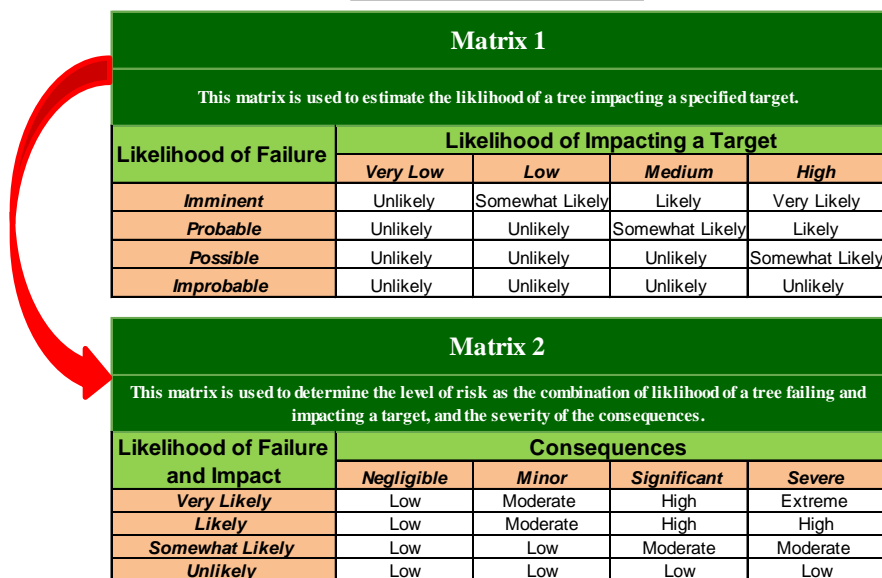 Matrix 1
This matrix is used to estimate the liklihood of a tree impacting a specified target.
Likelihood of Failure Likelihood of Impacting a Target
Very Low Low Medium High
Imminent Unlikely Somewhat Likely Likely Very Likely
Probable Unlikely Unlikely Somewhat Likely Likely
Possible Unlikely Unlikely Unlikely Somewhat Likely
Improbable Unlikely Unlikely Unlikely Unlikely
Matrix 2
This matrix is used to determine the level of risk as the combination of liklihood of a tree failing and
impacting a target, and the severity of the consequences.
Likelihood of Failure Consequences
and Impact Negligible Minor Significant Severe
Very Likely Low Moderate High Extreme
Likely Low Moderate High High
Somewhat Likely Low Low Moderate Moderate
Unlikely Low Low Low Low